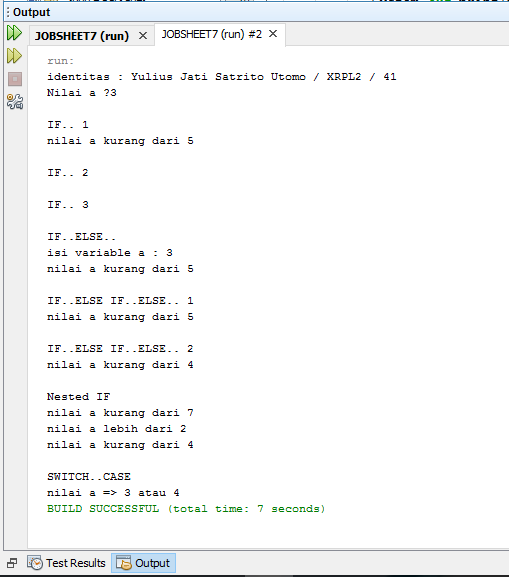 Output
JOBSHEET7 (run) × JOBSHEET7 (run) #2 ×
run:
identitas : Yulius Jati Satrito Utomo / XRPL2 / 41
Nilai a ?3
IF.. 1
nilai a kurang dari 5
IF.. 2
IF.. 3
IF..ELSE..
isi variable a : 3
nilai a kurang dari 5
IF..ELSE IF..ELSE.. 1
nilai a kurang dari 5
IF..ELSE IF..ELSE.. 2
nilai a kurang dari 4
Nested IF
nilai a kurang dari 7
nilai a lebih dari 2
nilai a kurang dari 4
SWITCH..CASE
nilai a => 3 atau 4
BUILD SUCCESSFUL (total time: 7 seconds)
Test Results Output